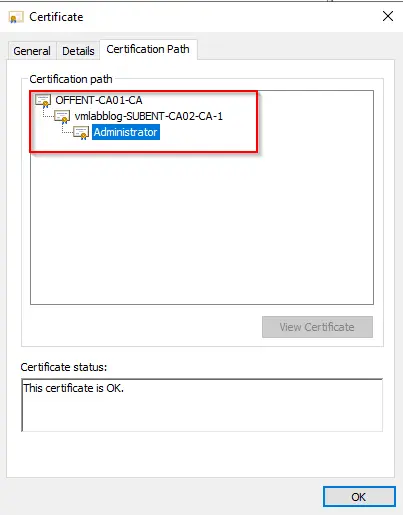 Certificate
General Details Certification Path
Certification path
OFFENT-CA01-CA
vmlabblog-SUBENT-CA02-CA-1
Administrator
View Certificate
Certificate status:
This certificate is OK.
OK